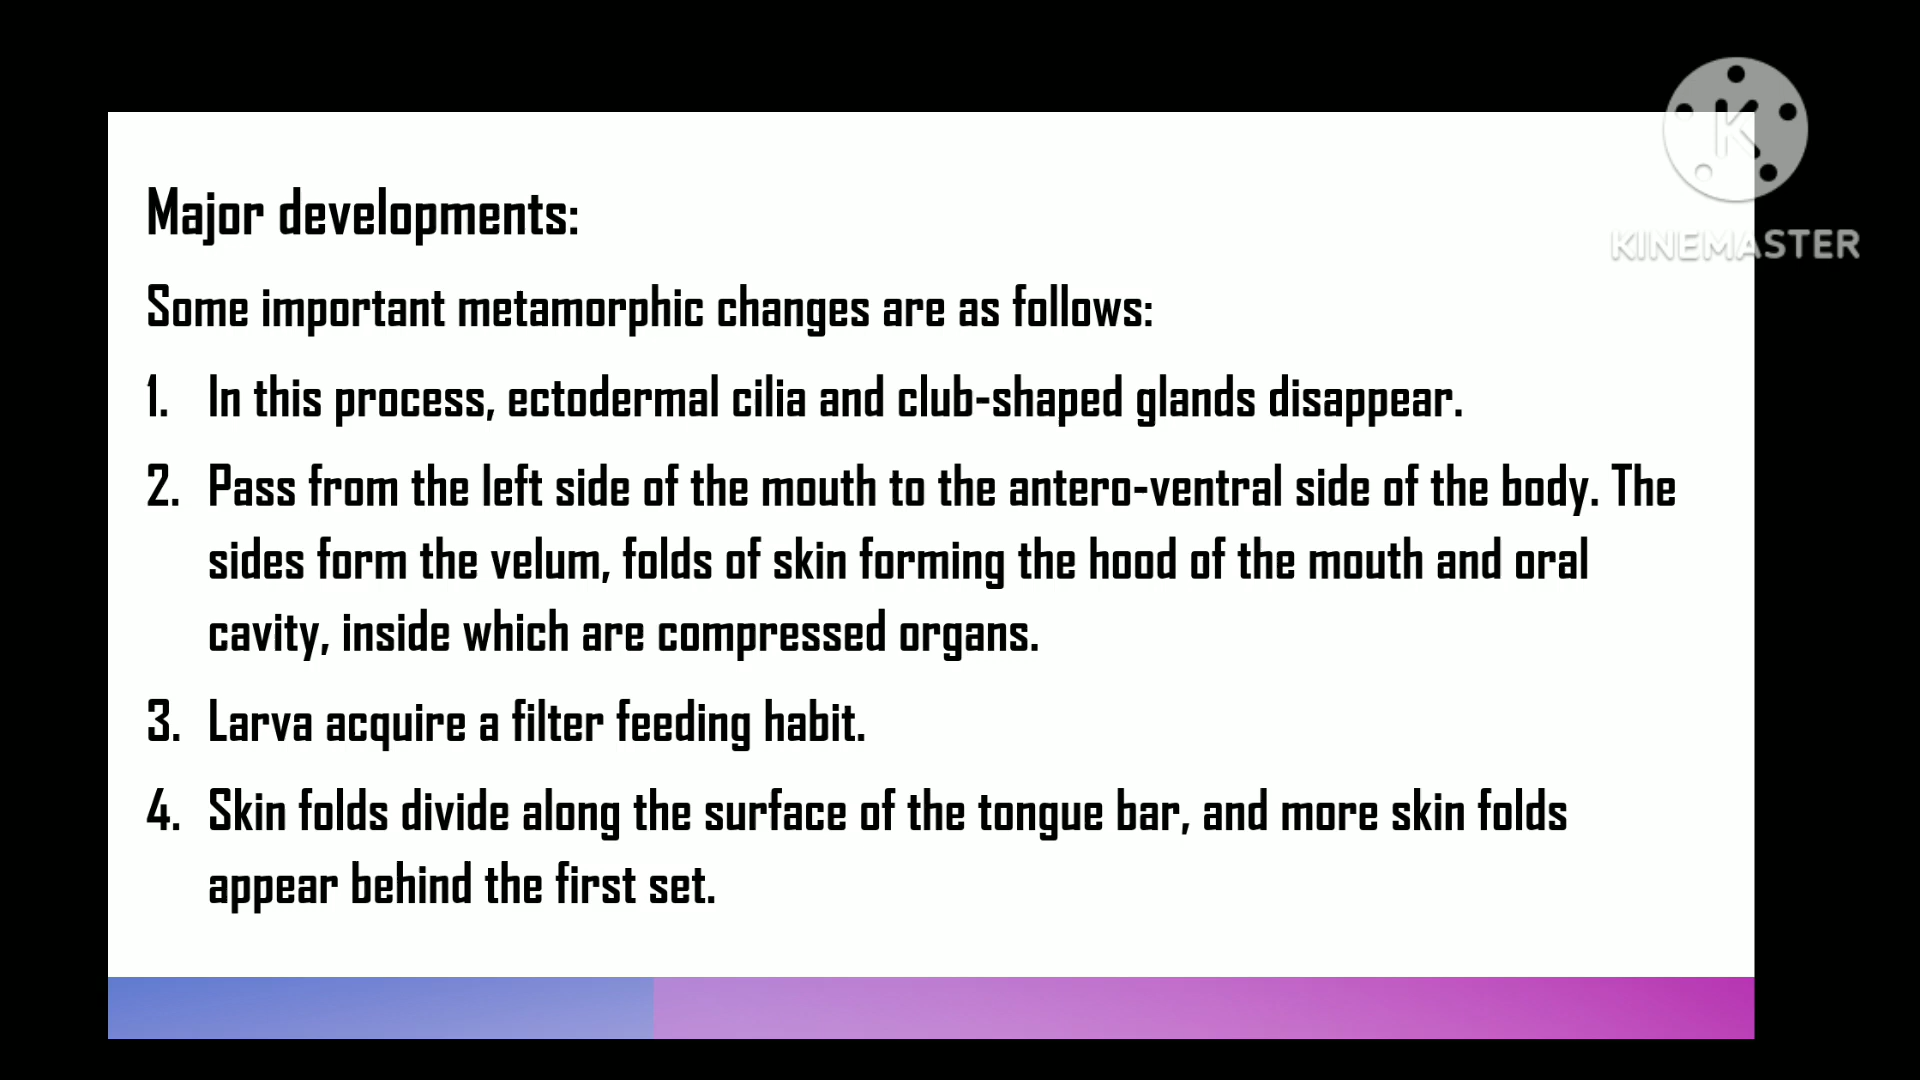 K
KINEMASTER
Major developments:
Some important metamorphic changes are as follows:
1. In this process, ectodermal cilia and club-shaped glands disappear.
2. Pass from the left side of the mouth to the antero-ventral side of the body. The
sides form the velum, folds of skin forming the hood of the mouth and oral
cavity, inside which are compressed organs.
3. Larva acquire a filter feeding habit.
4. Skin folds divide along the surface of the tongue bar, and more skin folds
appear behind the first set.